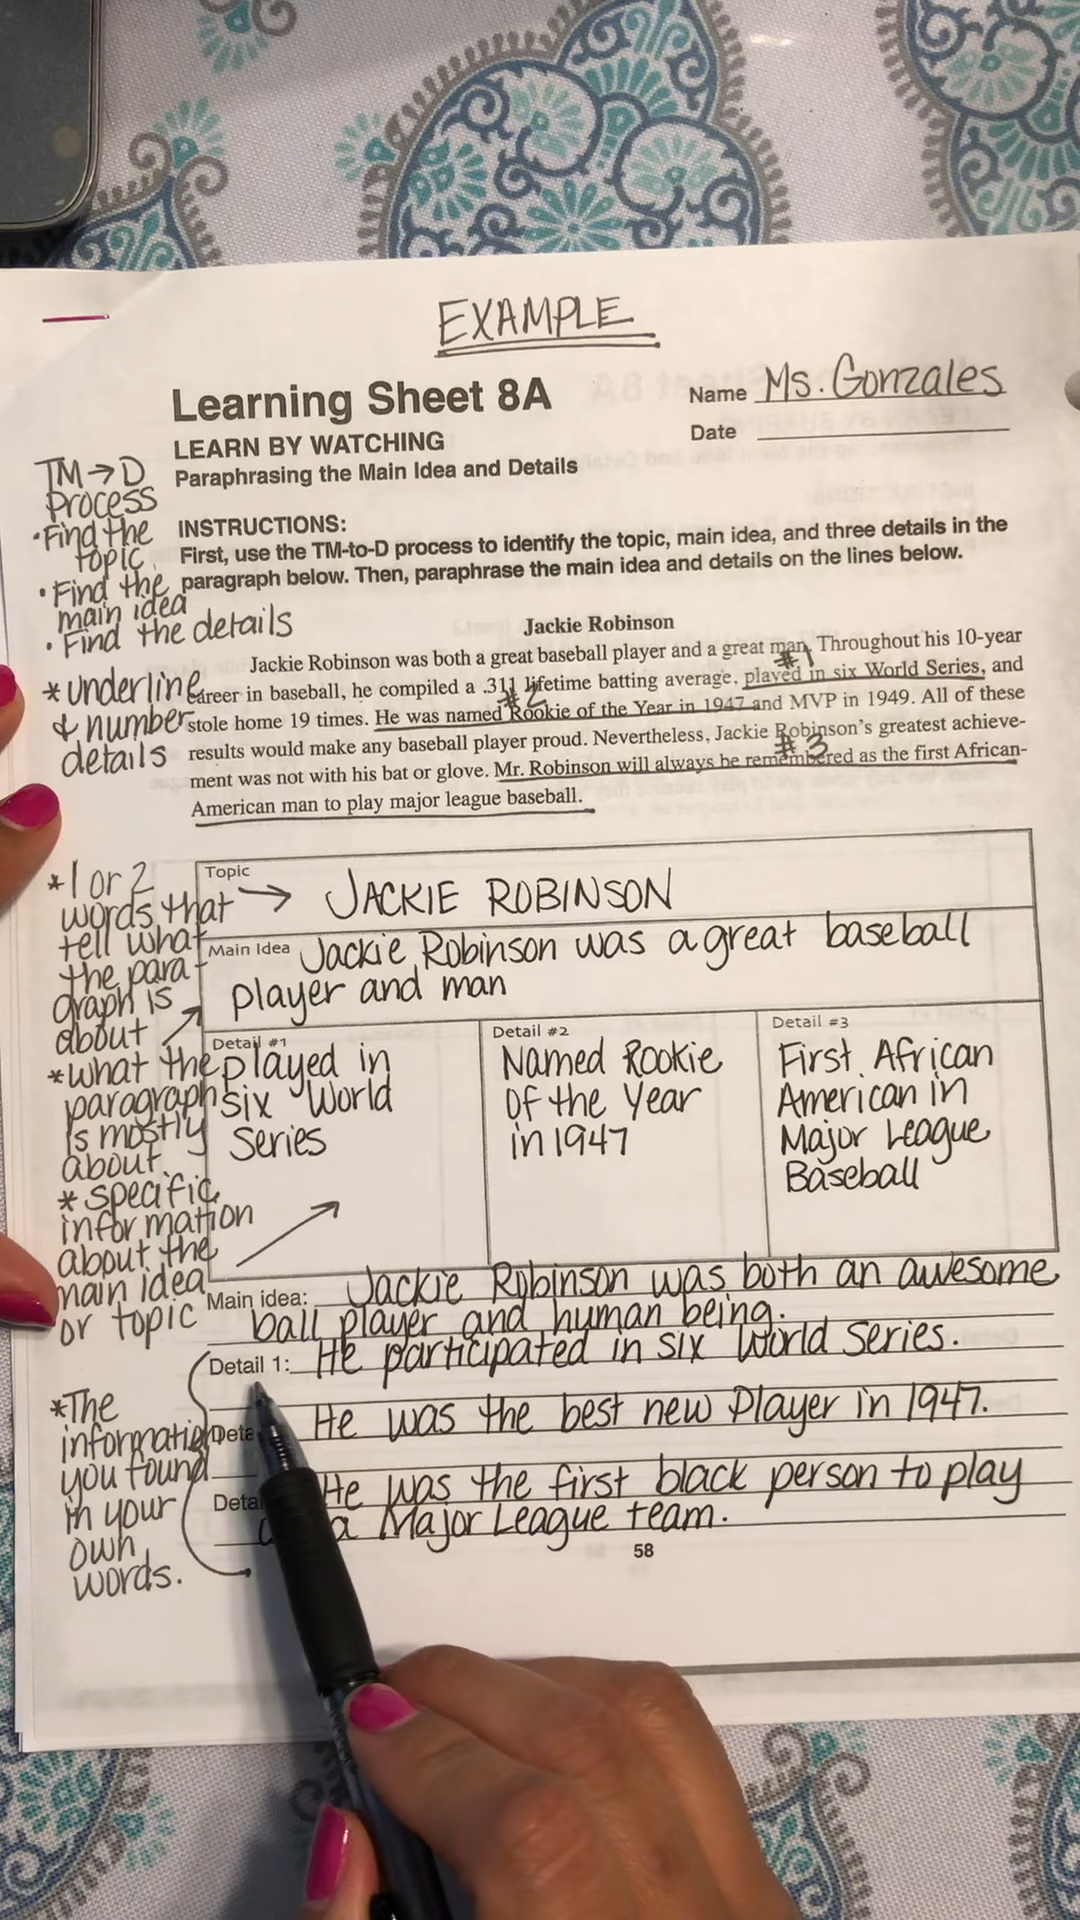 EXAMPLE
Learning Sheet 8A
Name Ms. Gonzales
LEARN BY WATCHING
Date
Paraphrasing the Main Idea and Details
TM→D
process
• Find the
topic
• Find the
main idea
• Find the details
INSTRUCTIONS:
First, use the TM-to-D process to identify the topic, main idea, and three details in the
paragraph below. Then, paraphrase the main idea and details on the lines below.
* underline
& number
details
Jackie Robinson
Jackie Robinson was both a great baseball player and a great man. Throughout his 10-year
#1
career in baseball, he compiled a .311 lifetime batting average, played in six World Series, and
#2
stole home 19 times. He was named Rookie of the Year in 1947 and MVP in 1949. All of these
results would make any baseball player proud. Nevertheless, Jackie Robinson's greatest achieve-
#3
ment was not with his bat or glove. Mr. Robinson will always be remembered as the first African-
American man to play major league baseball.
* 1 or 2
words that
tell what
the para-
graph is
about
Topic → JACKIE ROBINSON
Main Idea Jackie Robinson was a great baseball
player and man
* what the
paragraph
is mostly
about
Detail #1
played in
six World
Series
Detail #2
Named Rookie
Of the Year
in 1947
Detail #3
First African
American in
Major League
Baseball
* specific
information
about the
main idea
or topic
Main idea: Jackie Robinson was both an awesome
ball player and human being.
Detail 1: He participated in six World Series.
He was the best new Player in 1947.
He was the first black person to play
a Major League team.
* The
information
you found
in your
own
words.
58